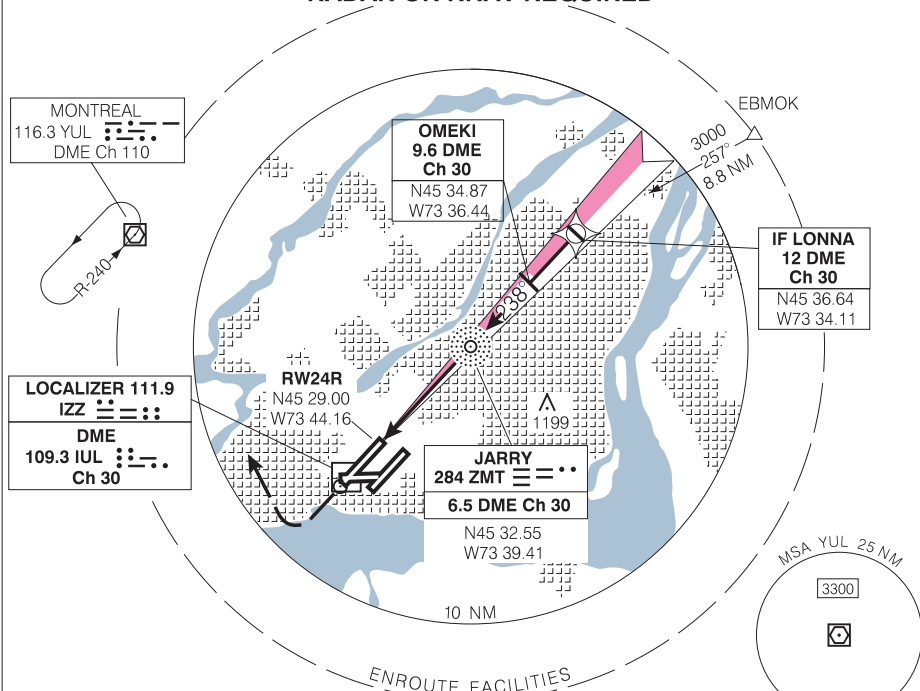 RADAR OR RNAV REQUIRED
MONTREAL
116.3 YUL
DME Ch 110
R-240
OMEKI
9.6 DME
Ch 30
N45 34.87
W73 36.44
EBMOK
3000
257°
8.8 NM
IF LONNA
12 DME
Ch 30
N45 36.64
W73 34.11
238°
LOCALIZER 111.9
IZZ
DME
109.3 IUL
Ch 30
RW24R
N45 29.00
W73 44.16
1199
JARRY
284 ZMT
6.5 DME Ch 30
N45 32.55
W73 39.41
10 NM
ENROUTE FACILITIES
MSA YUL 25 NM
3300